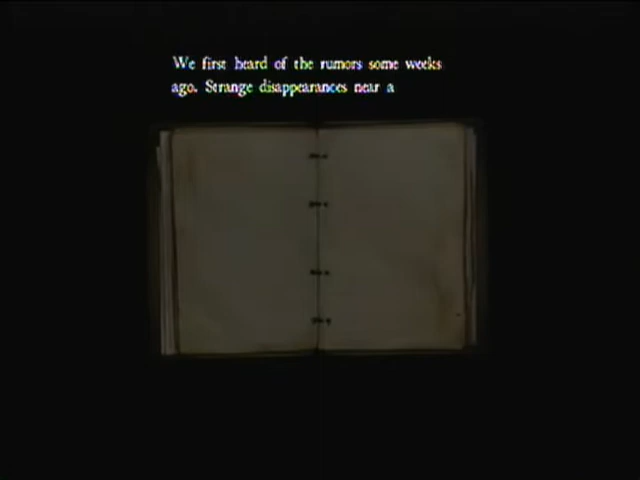 We first heard of the rumors some weeks
ago. Strange disappearances near a